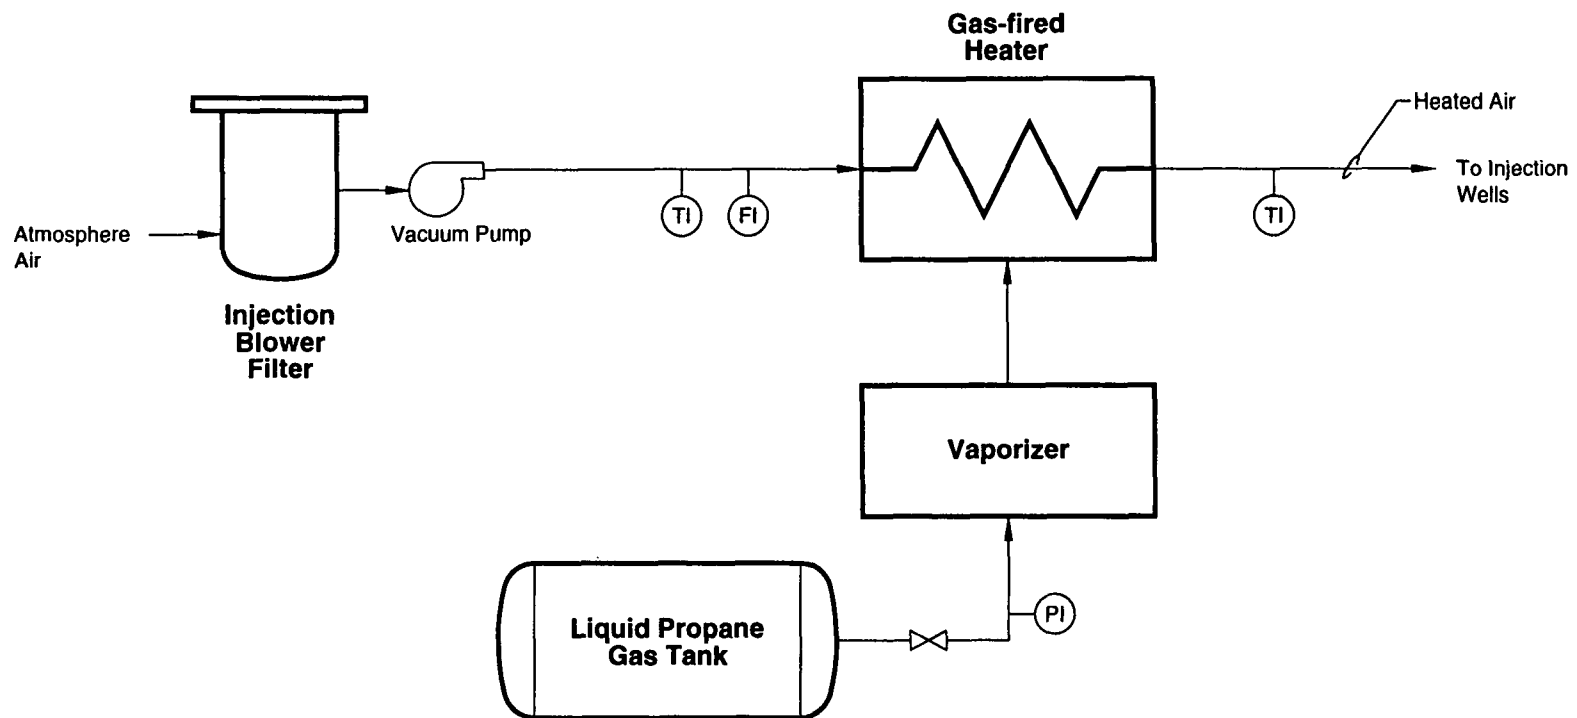 Gas-fired
Heater
Heated Air
To Injection
Wells
TI
FI
TI
Vacuum Pump
Atmosphere
Air
Injection
Blower
Filter
Vaporizer
PI
Liquid Propane
Gas Tank